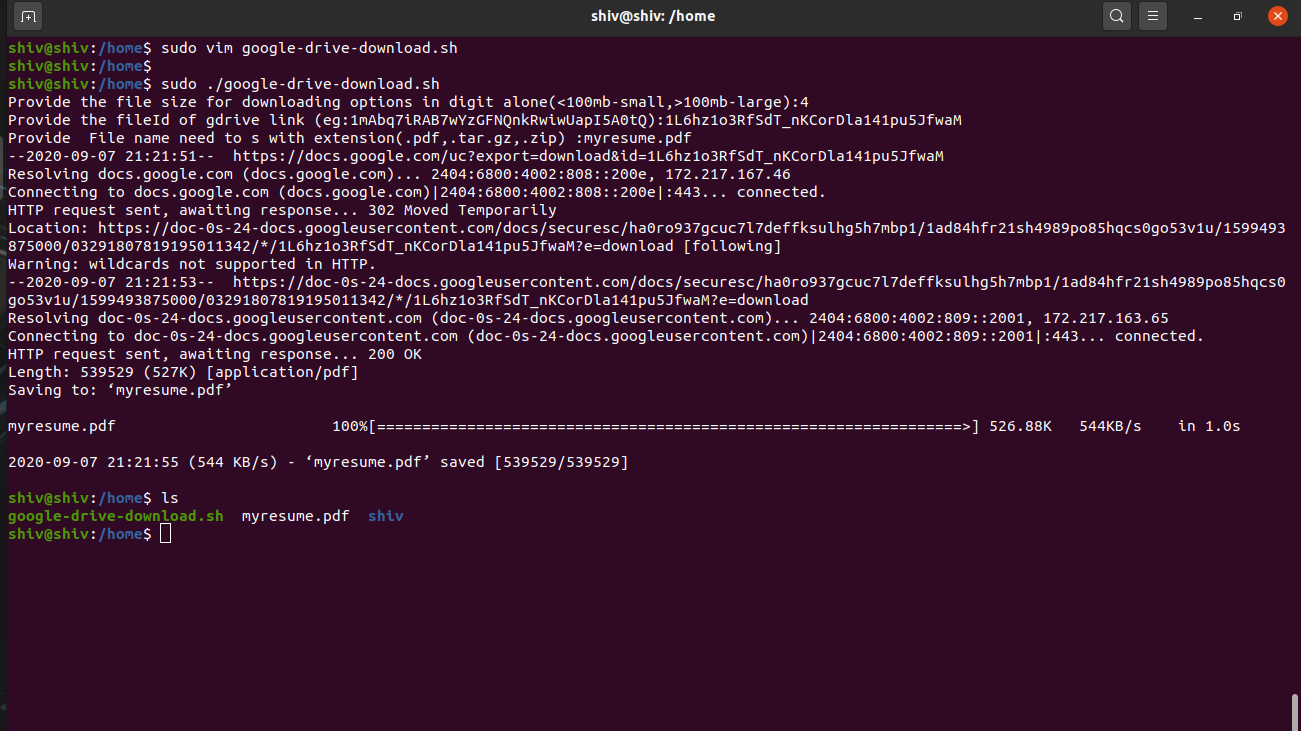 shiv@shiv: /home
shiv@shiv:/home$ sudo vim google-drive-download.sh
shiv@shiv:/home$
shiv@shiv:/home$ sudo ./google-drive-download.sh
Provide the file size for downloading options in digit alone(<100mb-small,>100mb-large):4
Provide the fileId of gdrive link (eg:1mAbq7iRAB7wYzGFNQnkRwiwUapI5A0tQ):1L6hz1o3RfSdT_nKCorDla141pu5JfwaM
Provide  File name need to s with extension(.pdf,.tar.gz,.zip) :myresume.pdf
--2020-09-07 21:21:51--  https://docs.google.com/uc?export=download&id=1L6hz1o3RfSdT_nKCorDla141pu5JfwaM
Resolving docs.google.com (docs.google.com)... 2404:6800:4002:808::200e, 172.217.167.46
Connecting to docs.google.com (docs.google.com)|2404:6800:4002:808::200e|:443... connected.
HTTP request sent, awaiting response... 302 Moved Temporarily
Location: https://doc-0s-24-docs.googleusercontent.com/docs/securesc/ha0ro937gcuc7l7deffksulhg5h7mbp1/1ad84hfr21sh4989po85hqcs0go53v1u/1599493
875000/03291807819195011342/*/1L6hz1o3RfSdT_nKCorDla141pu5JfwaM?e=download [following]
Warning: wildcards not supported in HTTP.
--2020-09-07 21:21:53--  https://doc-0s-24-docs.googleusercontent.com/docs/securesc/ha0ro937gcuc7l7deffksulhg5h7mbp1/1ad84hfr21sh4989po85hqcs0
go53v1u/1599493875000/03291807819195011342/*/1L6hz1o3RfSdT_nKCorDla141pu5JfwaM?e=download
Resolving doc-0s-24-docs.googleusercontent.com (doc-0s-24-docs.googleusercontent.com)... 2404:6800:4002:809::2001, 172.217.163.65
Connecting to doc-0s-24-docs.googleusercontent.com (doc-0s-24-docs.googleusercontent.com)|2404:6800:4002:809::2001|:443... connected.
HTTP request sent, awaiting response... 200 OK
Length: 539529 (527K) [application/pdf]
Saving to: ‘myresume.pdf’
myresume.pdf                        100%[=================================================================>] 526.88K   544KB/s    in 1.0s
2020-09-07 21:21:55 (544 KB/s) - ‘myresume.pdf’ saved [539529/539529]
shiv@shiv:/home$ ls
google-drive-download.sh  myresume.pdf  shiv
shiv@shiv:/home$